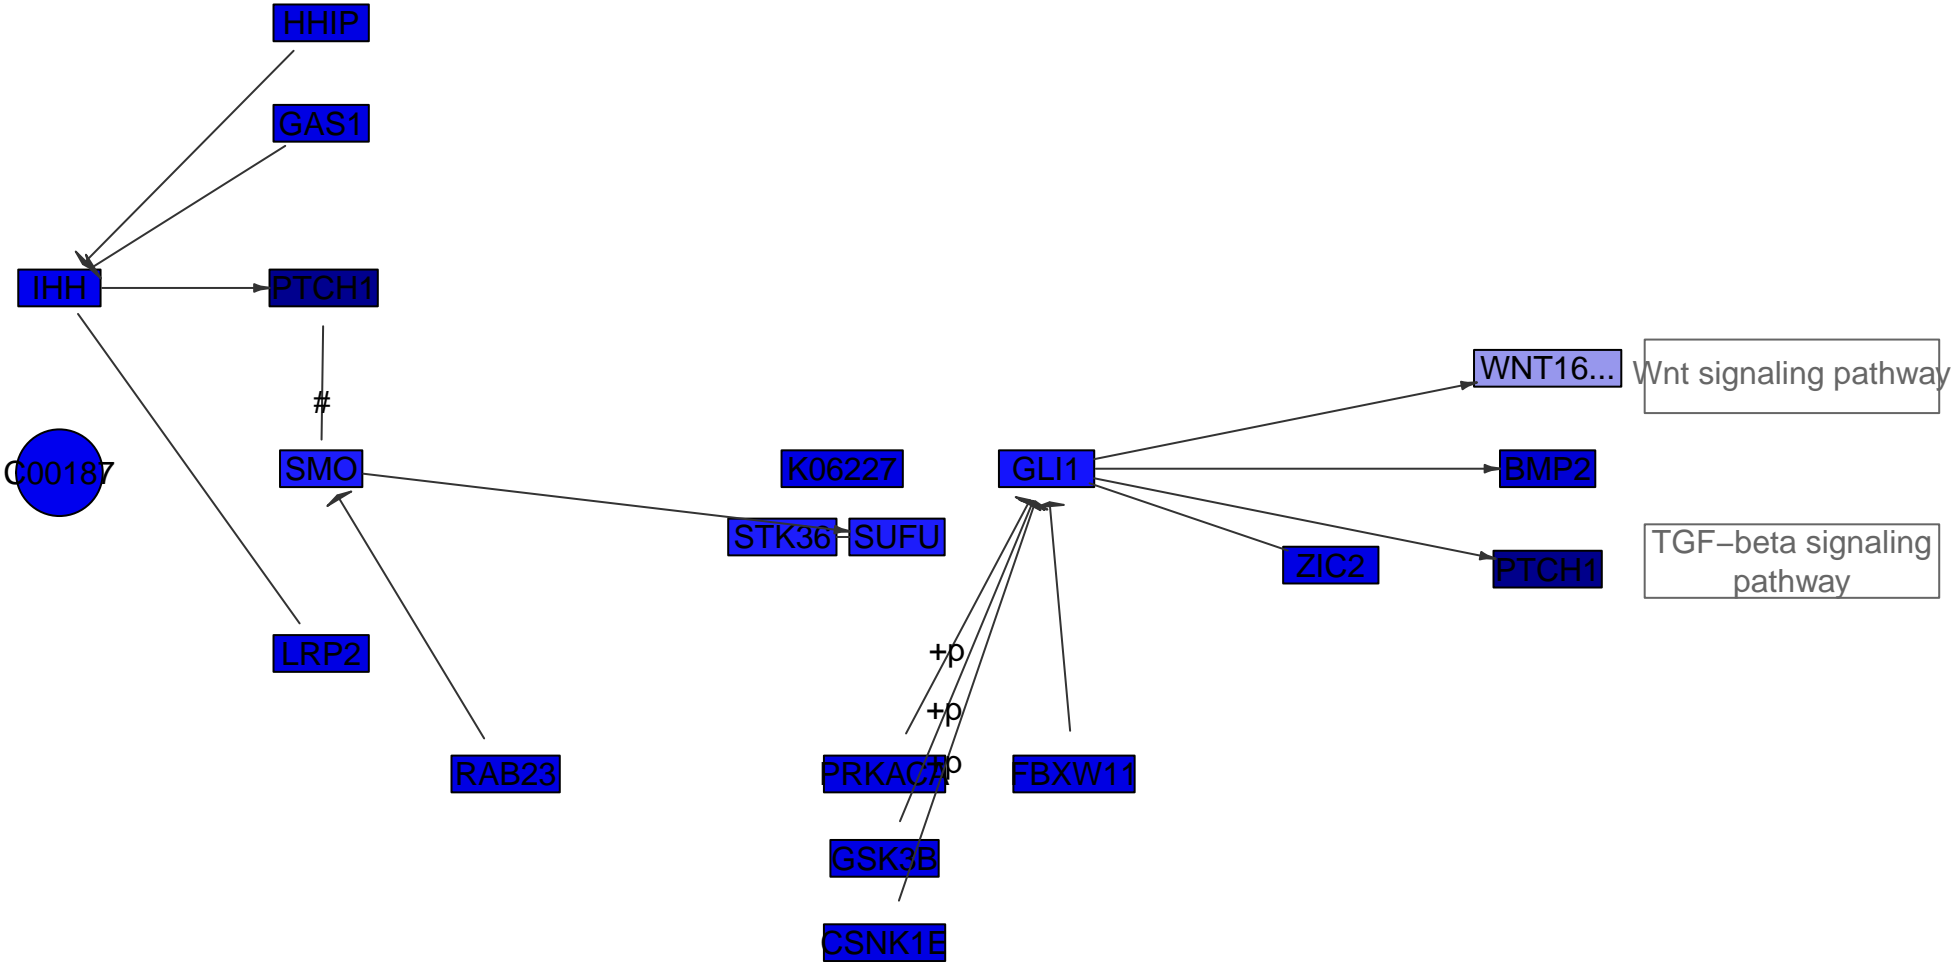 HHIP
GAS1
IHH
PTCH1
WNT16...
Wnt signaling pathway
#
C00187
SMO
K06227
GLI1
BMP2
STK36
SUFU
TGF–beta signaling
pathway
ZIC2
PTCH1
LRP2
+p
+p
+p
RAB23
PRKACA
FBXW11
GSK3B
CSNK1E